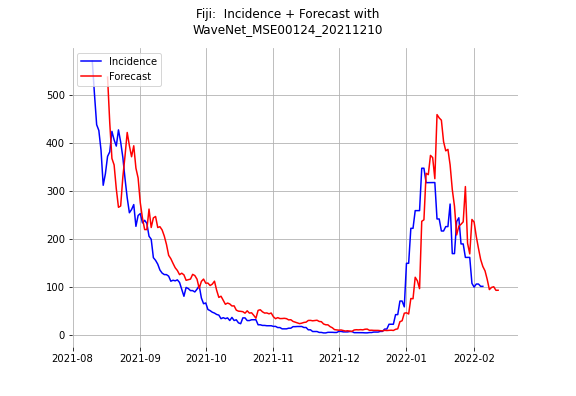 Fiji:  Incidence + Forecast with
WaveNet_MSE00124_20211210
Incidence
Forecast
500
400
300
200
100
0
2021-08 2021-09 2021-10 2021-11 2021-12 2022-01 2022-02